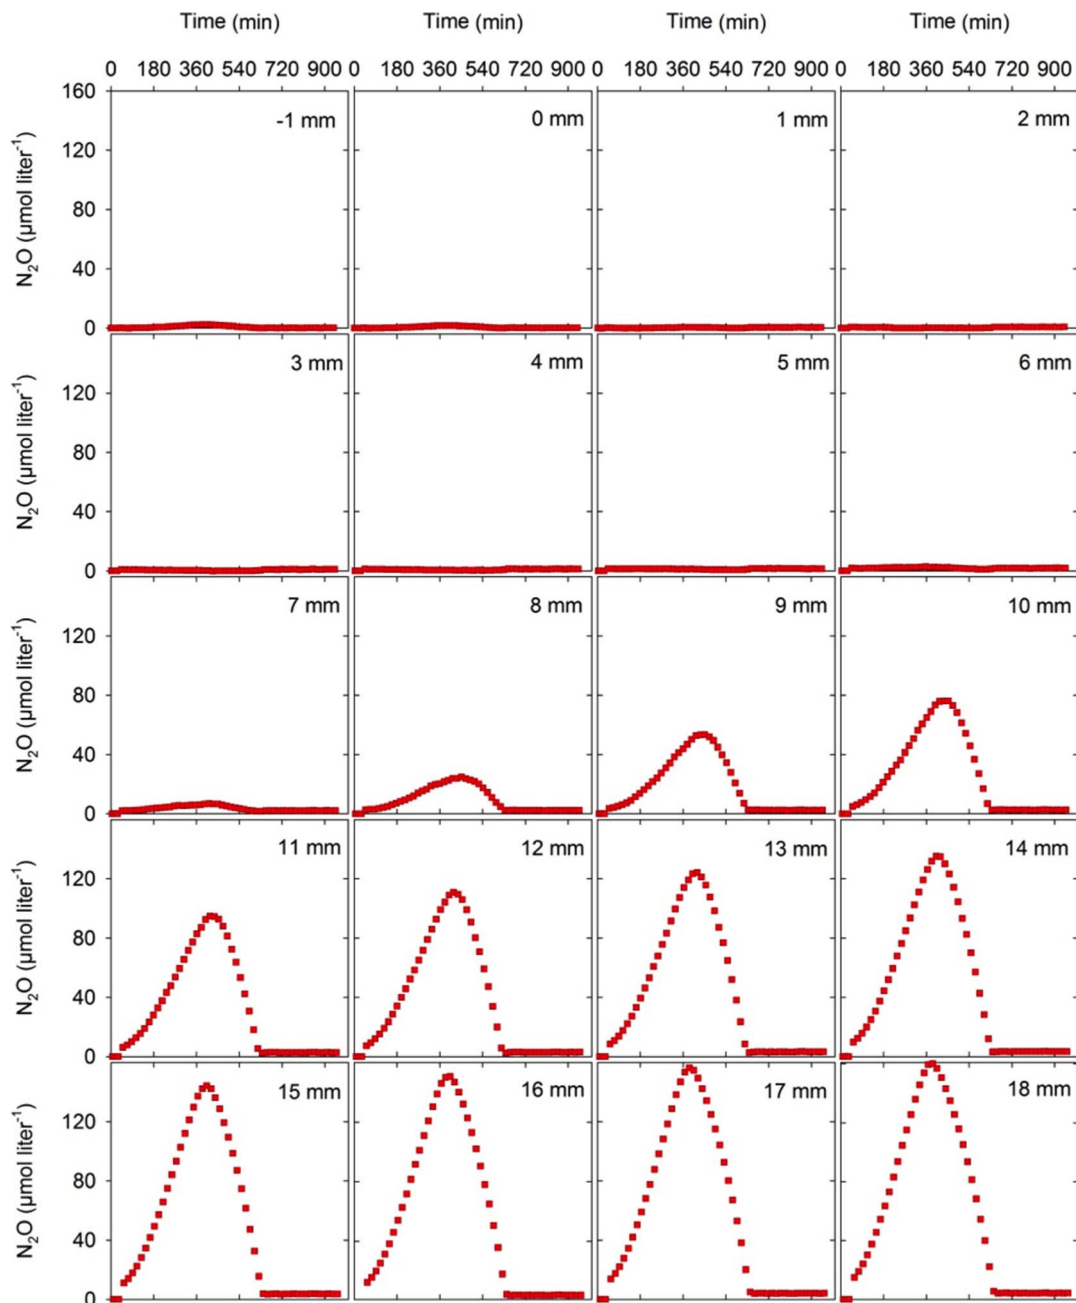 Time (min) Time (min) Time (min) Time (min)
0 180 360 540 720 900 0 180 360 540 720 900 0 180 360 540 720 900 0 180 360 540 720 900
160
-1 mm 0 mm 1 mm 2 mm
120
80
40
0
N₂O (µmol liter⁻¹)
3 mm 4 mm 5 mm 6 mm
120
80
40
0
N₂O (µmol liter⁻¹)
7 mm 8 mm 9 mm 10 mm
120
80
40
0
N₂O (µmol liter⁻¹)
11 mm 12 mm 13 mm 14 mm
120
80
40
0
N₂O (µmol liter⁻¹)
15 mm 16 mm 17 mm 18 mm
120
80
40
0
N₂O (µmol liter⁻¹)